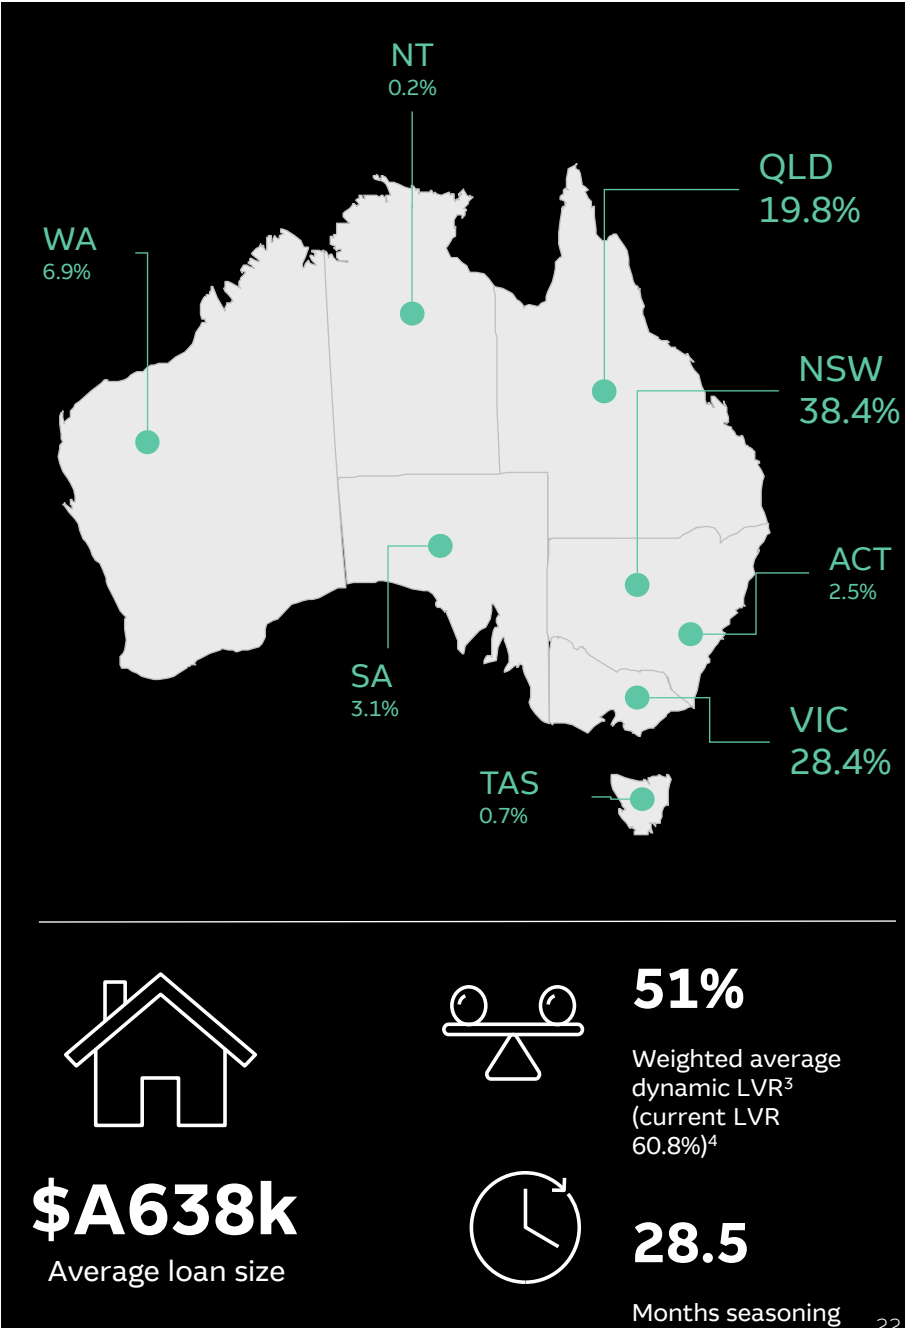 NT
0.2%
QLD
19.8%
WA
6.9%
NSW
38.4%
ACT
2.5%
SA
3.1%
VIC
28.4%
TAS
0.7%
$A638k
Average loan size
51%
Weighted average
dynamic LVR³
(current LVR
60.8%)⁴
28.5
Months seasoning
22